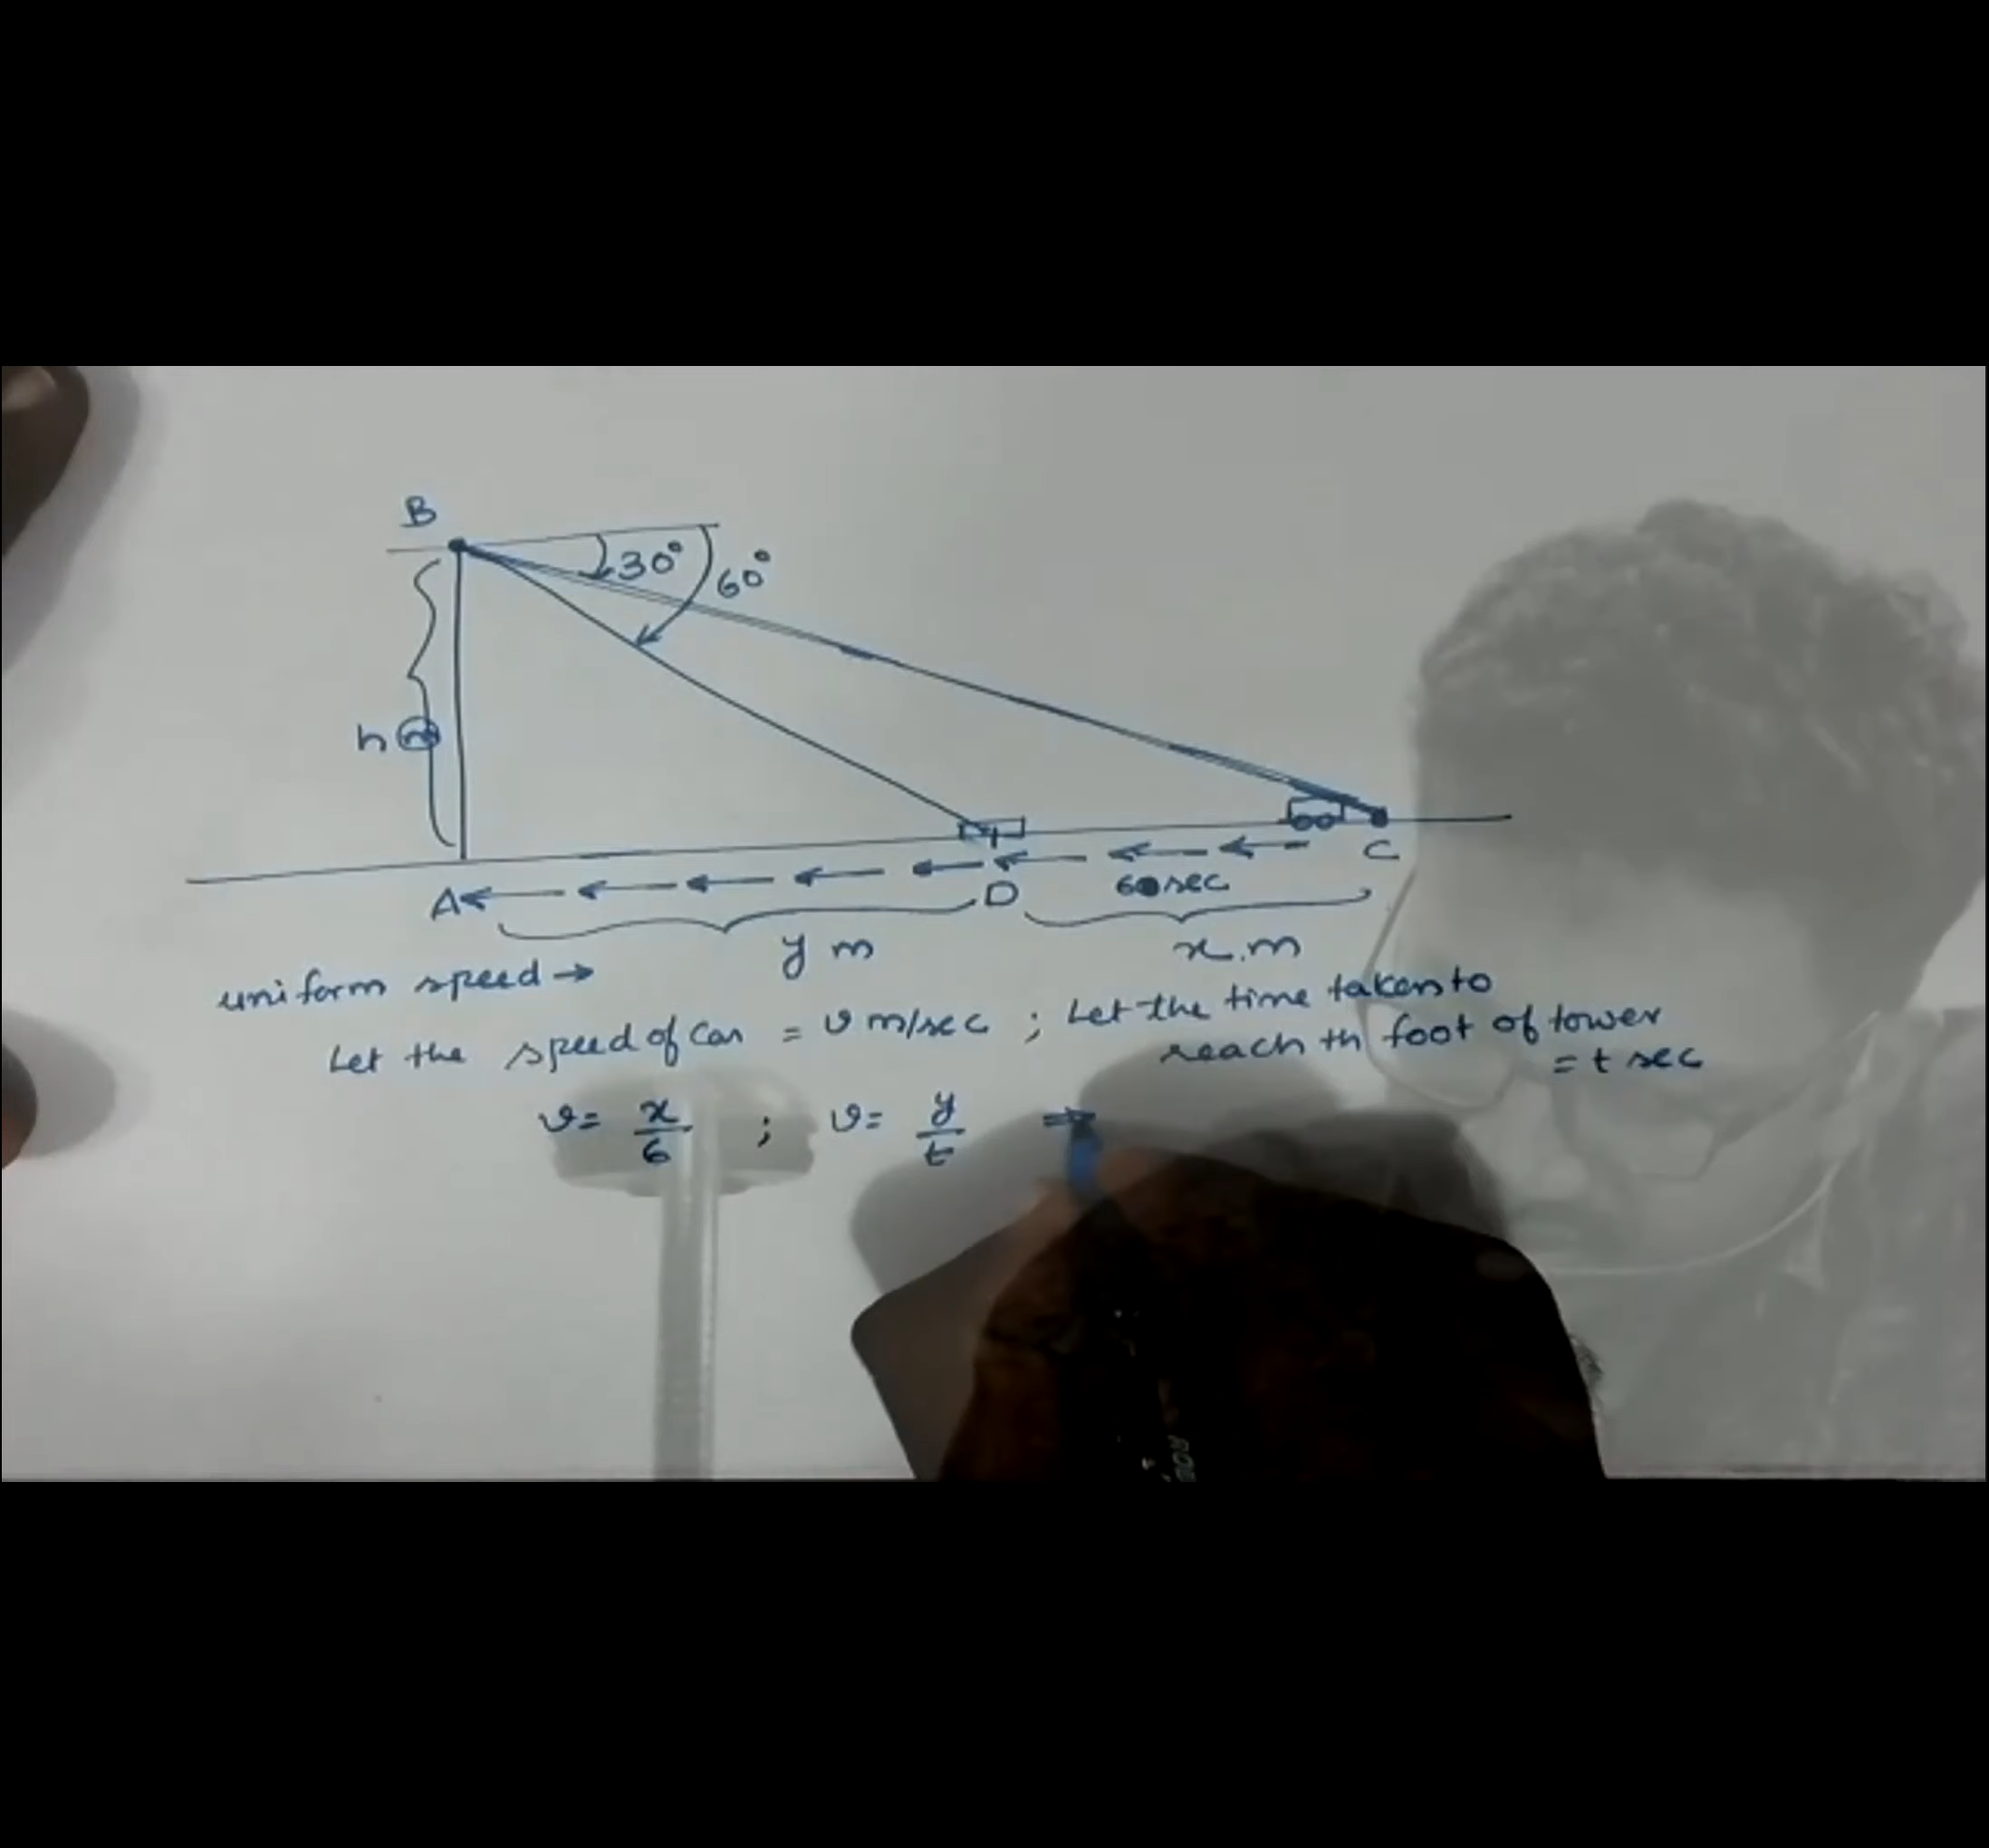 B
30°
60°
h m
A
D
6 sec
C
y m
x m
uniform speed →
Let the speed of car = v m/sec ; Let the time taken to
reach th foot of tower
= t sec
v = x/6 ; v = y/t ⇒